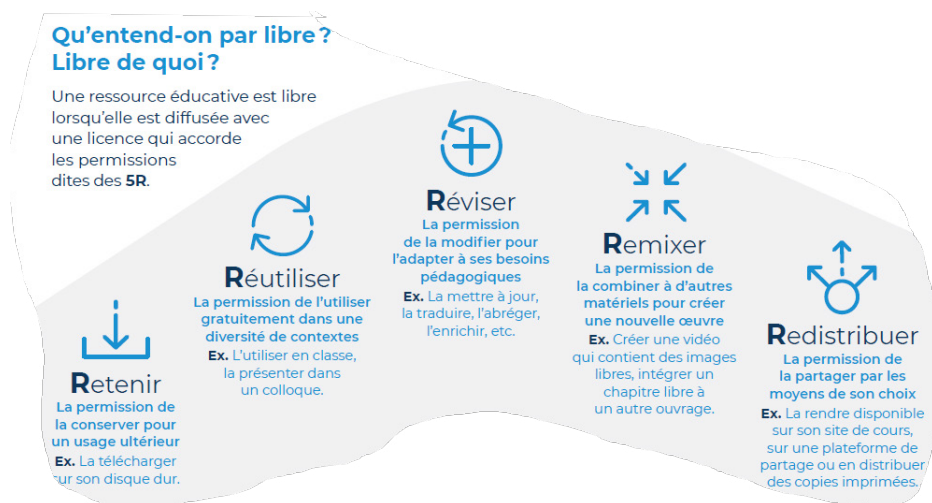 Qu’entend-on par libre ?
Libre de quoi ?
Une ressource éducative est libre
lorsqu’elle est diffusée avec
une licence qui accorde
les permissions
dites des 5R.
Retenir
La permission de
la conserver pour
un usage ultérieur
Ex. La télécharger
sur son disque dur.
Réutiliser
La permission de l’utiliser
gratuitement dans une
diversité de contextes
Ex. L’utiliser en classe,
la présenter dans
un colloque.
Réviser
La permission
de la modifier pour
l’adapter à ses besoins
pédagogiques
Ex. La mettre à jour,
la traduire, l’abréger,
l’enrichir, etc.
Remixer
La permission de
la combiner à d’autres
matériels pour créer
une nouvelle œuvre
Ex. Créer une vidéo
qui contient des images
libres, intégrer un
chapitre libre à
un autre ouvrage.
Redistribuer
La permission de
la partager par les
moyens de son choix
Ex. La rendre disponible
sur son site de cours,
sur une plateforme de
partage ou en distribuer
des copies imprimées.